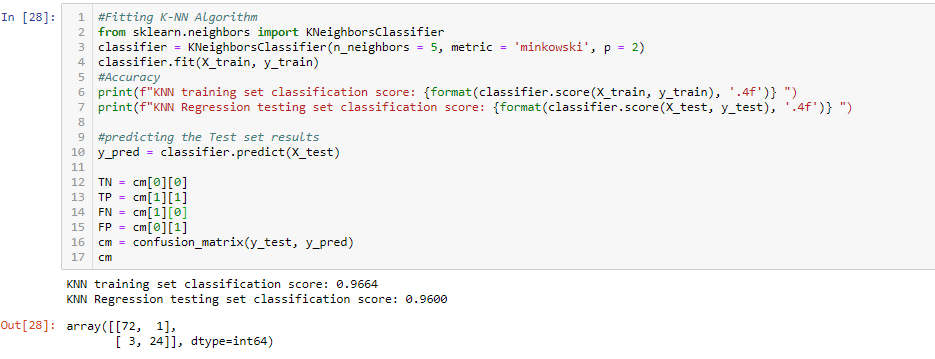 In [28]:
1 #Fitting K-NN Algorithm
2 from sklearn.neighbors import KNeighborsClassifier
3 classifier = KNeighborsClassifier(n_neighbors = 5, metric = 'minkowski', p = 2)
4 classifier.fit(X_train, y_train)
5 #Accuracy
6 print(f"KNN training set classification score: {format(classifier.score(X_train, y_train), '.4f')} ")
7 print(f"KNN Regression testing set classification score: {format(classifier.score(X_test, y_test), '.4f')} ")
8
9 #predicting the Test set results
10 y_pred = classifier.predict(X_test)
11
12 TN = cm[0][0]
13 TP = cm[1][1]
14 FN = cm[1][0]
15 FP = cm[0][1]
16 cm = confusion_matrix(y_test, y_pred)
17 cm
KNN training set classification score: 0.9664
KNN Regression testing set classification score: 0.9600
Out[28]: array([[72,  1],
       [ 3, 24]], dtype=int64)